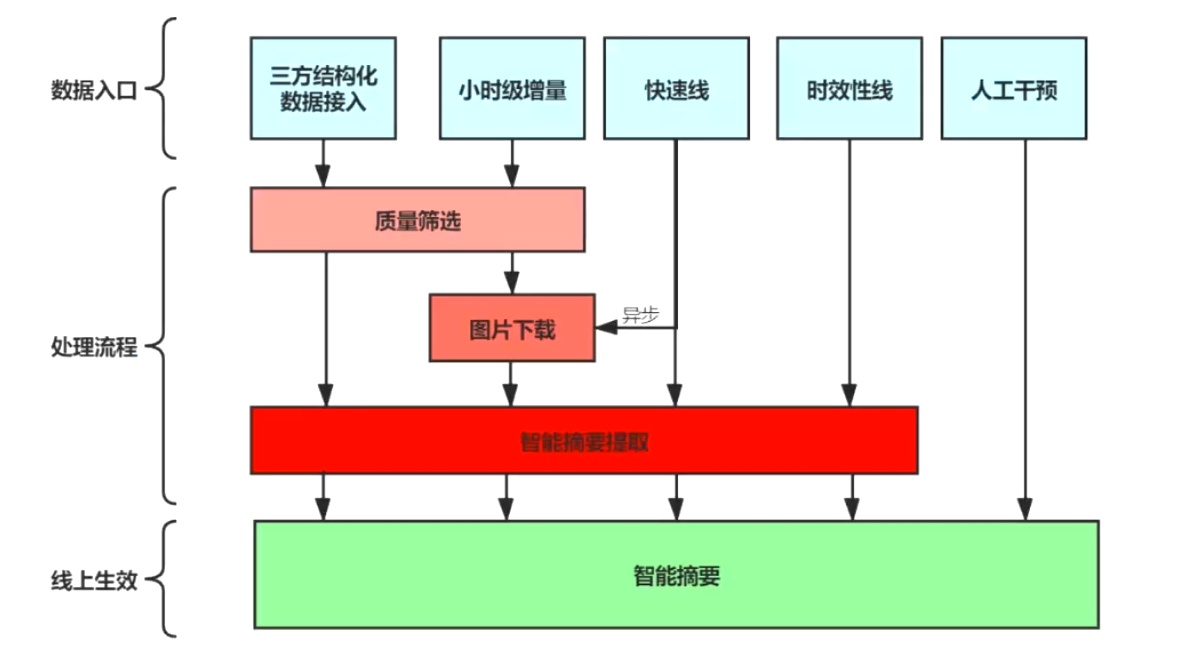 数据入口
三方结构化
数据接入
小时级增量
快速线
时效性线
人工干预
质量筛选
图片下载
异步
处理流程
智能摘要提取
线上生效
智能摘要